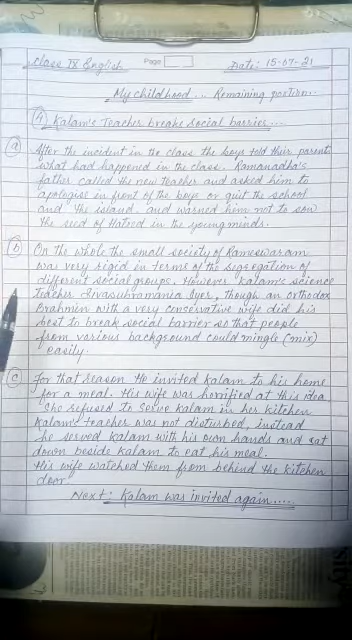 Class IX English Page Date: 15-07-21
My childhood ... Remaining portion..
4 Kalam's Teacher breaks Social barrier....
a After the incident in the class the boys told their parents
what had happened in the class. Ramanadha's
father called the new teacher and asked him to
apologise in front of the boys or quit the school
and the island and warned him not to sow
the seed of Hatred in the young minds.
b On the whole the small society of Rameswaram
was very rigid in terms of the segregation of
different social groups. However Kalam's science
teacher Sivasubramania Iyer, though an orthodox
Brahmin with a very conservative wife did his
best to break social barrier so that people
from various background could mingle (mix)
easily.
c For that reason He invited Kalam to his home
for a meal. His wife was horrified at this idea
She refused to serve Kalam in her kitchen
Kalam's teacher was not disturbed, instead
he served Kalam with his own hands and sat
down beside Kalam to eat his meal.
His wife watched them from behind the kitchen
door.
Next: Kalam was invited again....